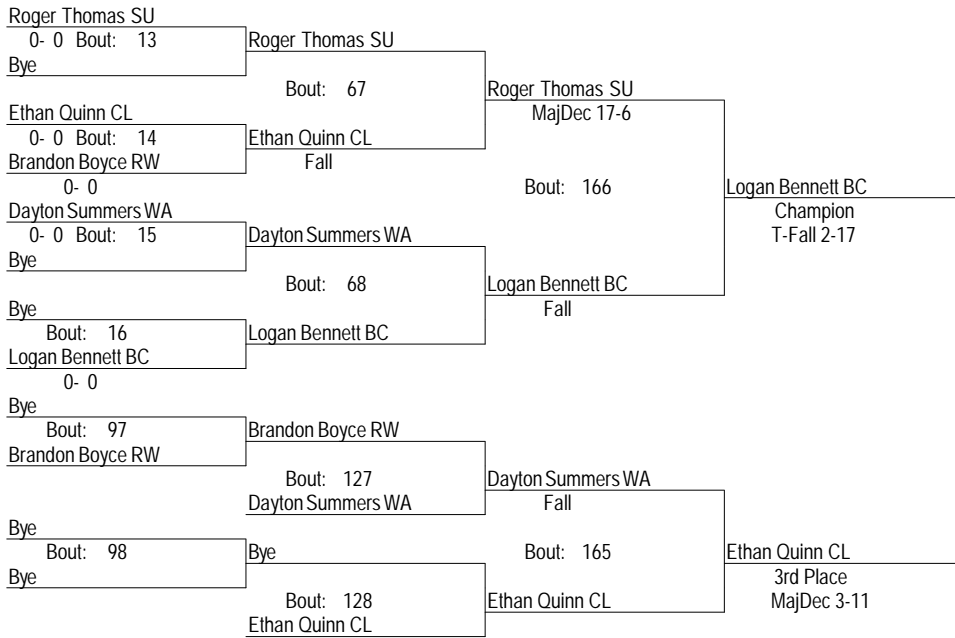 Roger Thomas SU
0- 0 Bout: 13
Roger Thomas SU
Bye
Bout: 67
Roger Thomas SU
Ethan Quinn CL
MajDec 17-6
0- 0 Bout: 14
Ethan Quinn CL
Brandon Boyce RW
Fall
0- 0
Bout: 166
Logan Bennett BC
Dayton Summers WA
Champion
0- 0 Bout: 15
Dayton Summers WA
T-Fall 2-17
Bye
Bout: 68
Logan Bennett BC
Bye
Fall
Bout: 16
Logan Bennett BC
Logan Bennett BC
0- 0
Bye
Bout: 97
Brandon Boyce RW
Brandon Boyce RW
Bout: 127
Dayton Summers WA
Dayton Summers WA
Fall
Bye
Bout: 98
Bye
Bout: 165
Ethan Quinn CL
Bye
3rd Place
Bout: 128
Ethan Quinn CL
MajDec 3-11
Ethan Quinn CL